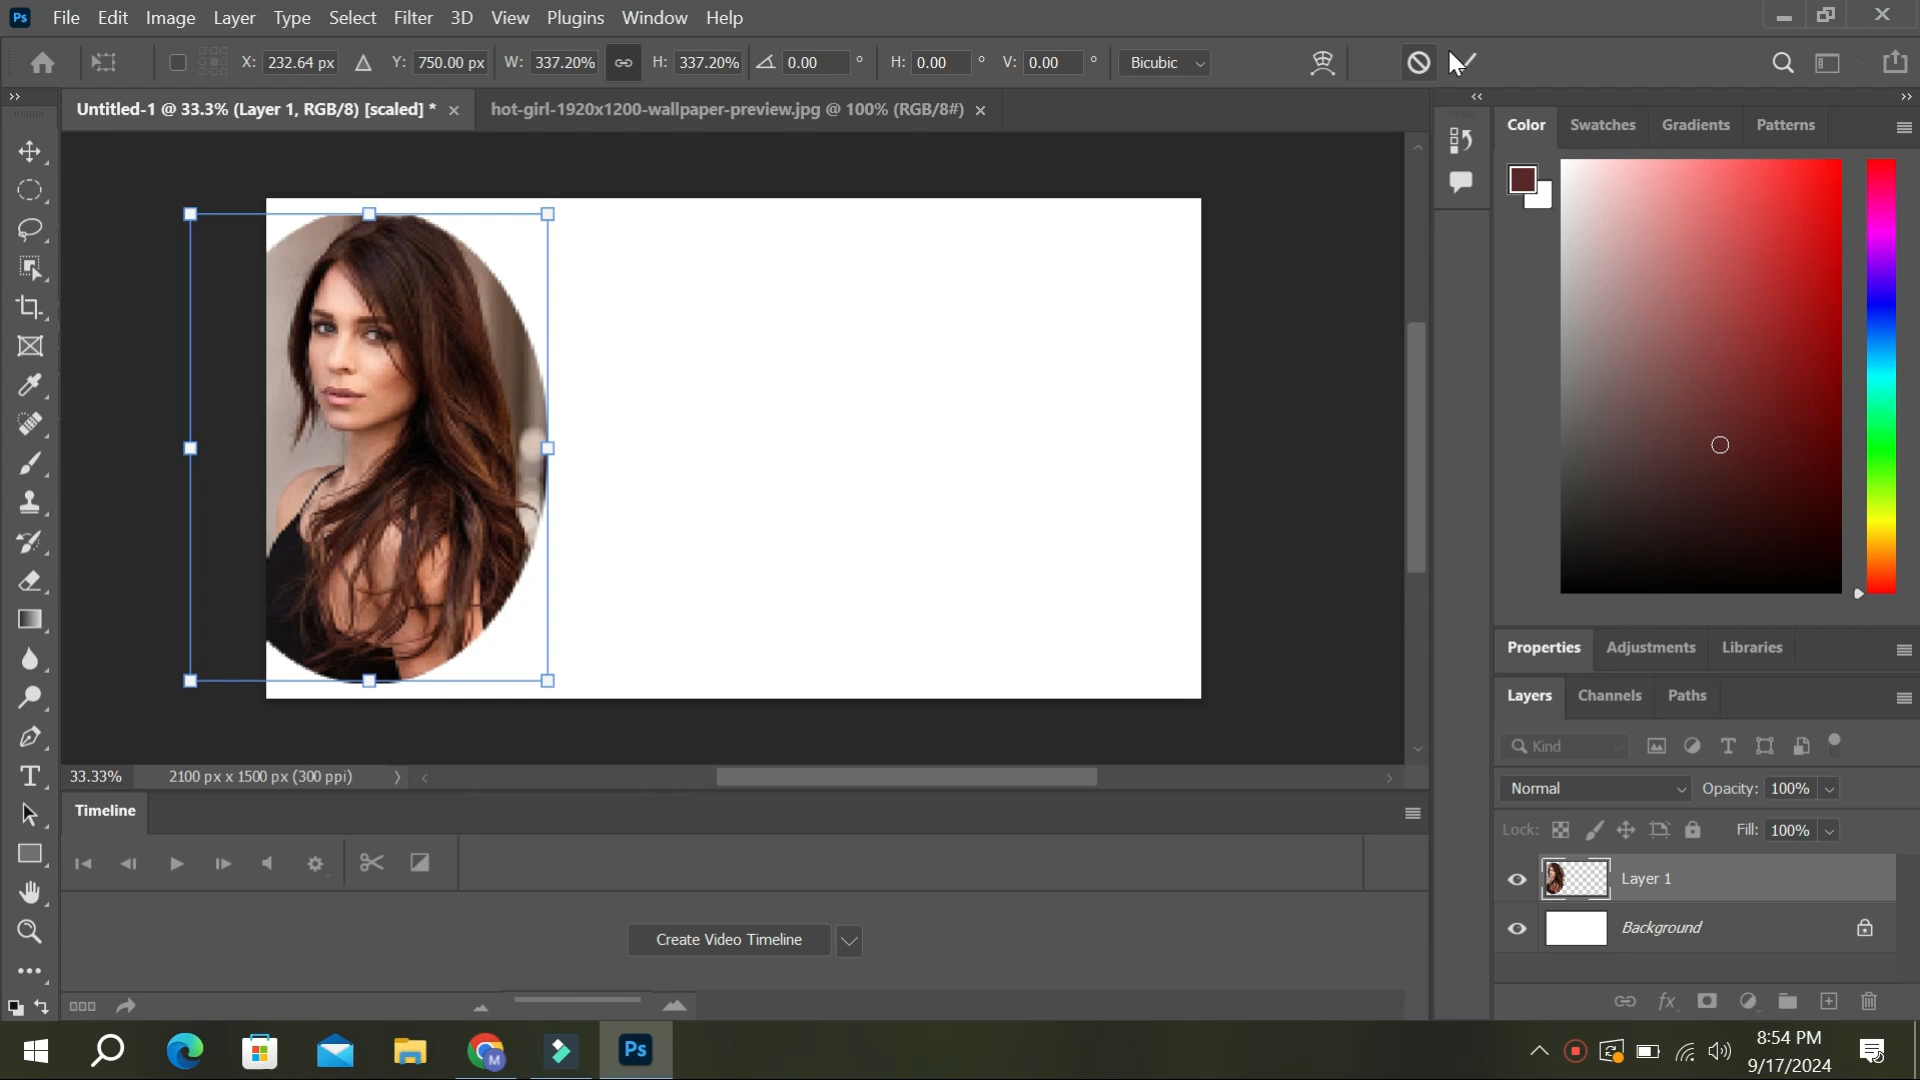 Ps File Edit Image Layer Type Select Filter 3D View Plugins Window Help
X: 232.64 px Y: 750.00 px W: 337.20% H: 337.20% 0.00 ° H: 0.00 ° V: 0.00 ° Bicubic
Untitled-1 @ 33.3% (Layer 1, RGB/8) [scaled] * × hot-girl-1920x1200-wallpaper-preview.jpg @ 100% (RGB/8#) ×
Color Swatches Gradients Patterns
Properties Adjustments Libraries
Layers Channels Paths
Kind
33.33% 2100 px x 1500 px (300 ppi)
Normal Opacity: 100%
Timeline
Lock: Fill: 100%
Layer 1
Background
Create Video Timeline
fx
M
Ps
8:54 PM
9/17/2024